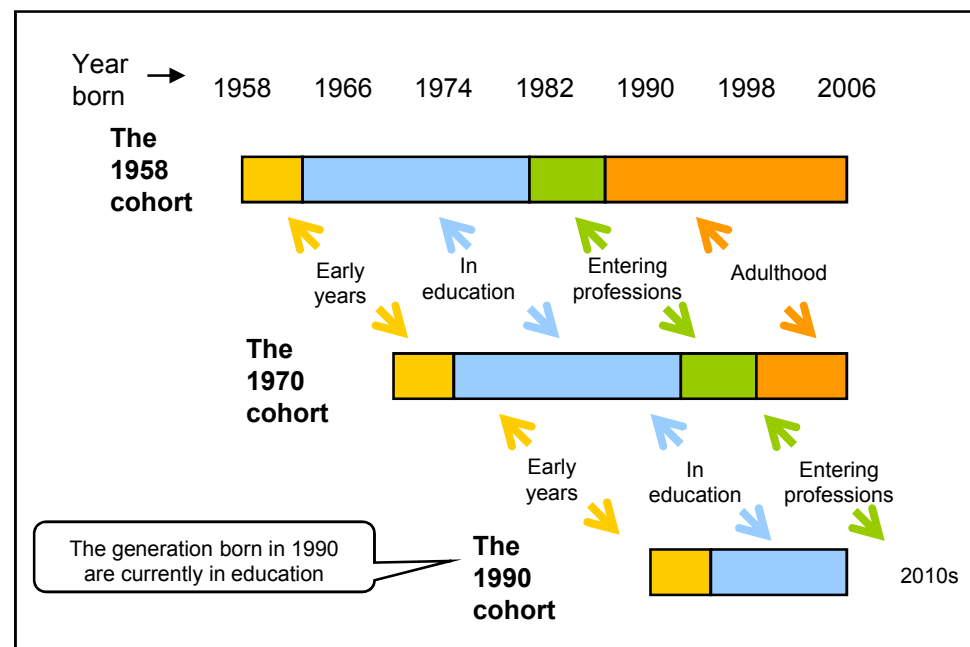 Year
born
1958 1966 1974 1982 1990 1998 2006
The
1958
cohort
Early
years
In
education
Entering
professions
Adulthood
The
1970
cohort
Early
years
In
education
Entering
professions
The generation born in 1990
are currently in education
The
1990
cohort
2010s